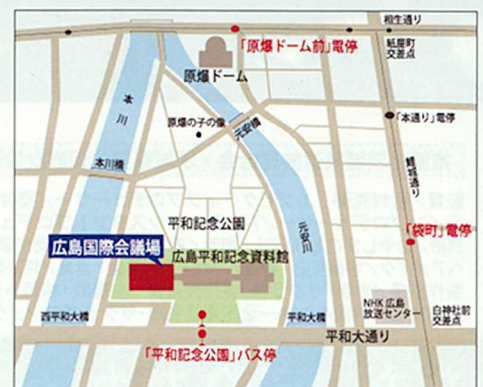 相生通り
「原爆ドーム前」電停
紙屋町
交差点
原爆ドーム
本川
「本通り」電停
原爆の子の像
元安橋
本川橋
鯉城通り
平和記念公園
元安川
「袋町」電停
広島国際会議場
広島平和記念資料館
NHK 広島
放送センター
白神社前
交差点
西平和大橋
平和大橋
平和大通り
「平和記念公園」バス停